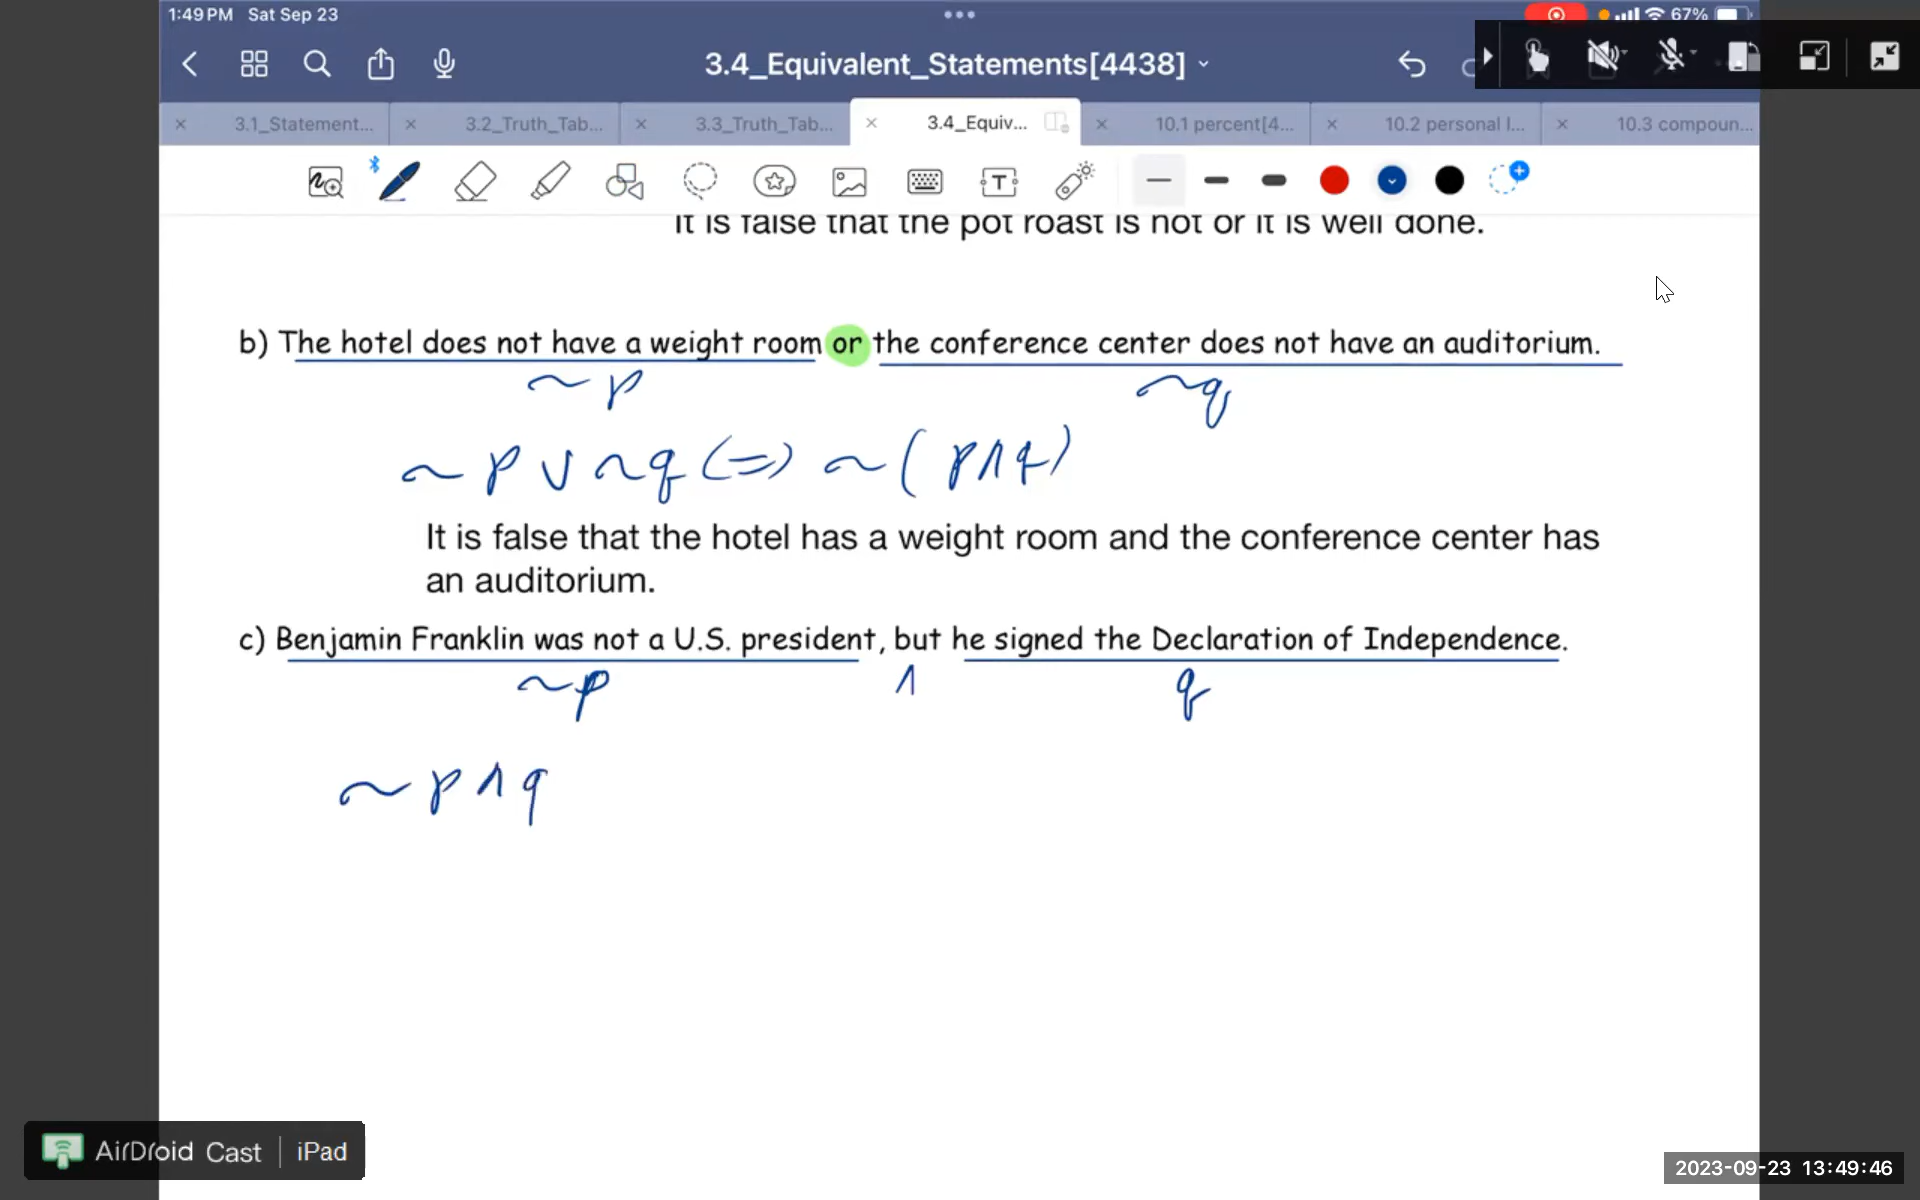 1:49 PM Sat Sep 23
67%
3.4_Equivalent_Statements[4438]
3.1_Statement...
3.2_Truth_Tab...
3.3_Truth_Tab...
3.4_Equiv...
10.1 percent[4...
10.2 personal l...
10.3 compoun...
It is false that the pot roast is not or it is well done.
b) The hotel does not have a weight room or the conference center does not have an auditorium.
~p ~q
~p ∨ ~q (=) ~(p∧q)
It is false that the hotel has a weight room and the conference center has
an auditorium.
c) Benjamin Franklin was not a U.S. president, but he signed the Declaration of Independence.
~p ∧ q
~p∧q
AirDroid Cast | iPad
2023-09-23 13:49:46